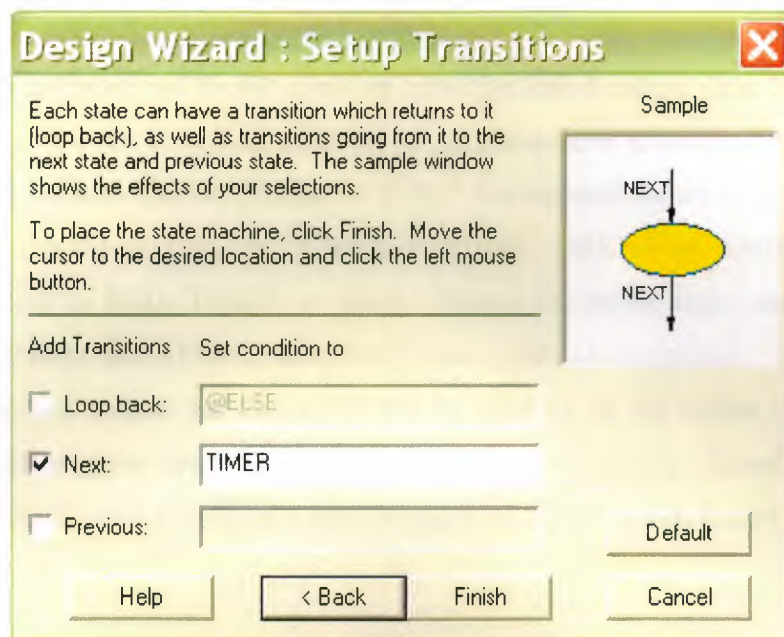 Design Wizard : Setup Transitions
Each state can have a transition which returns to it
(loop back), as well as transitions going from it to the
next state and previous state. The sample window
shows the effects of your selections.
To place the state machine, click Finish. Move the
cursor to the desired location and click the left mouse
button.
Sample
NEXT
NEXT
Add Transitions Set condition to
Loop back: @ELSE
Next: TIMER
Previous:
Default
Help < Back Finish Cancel